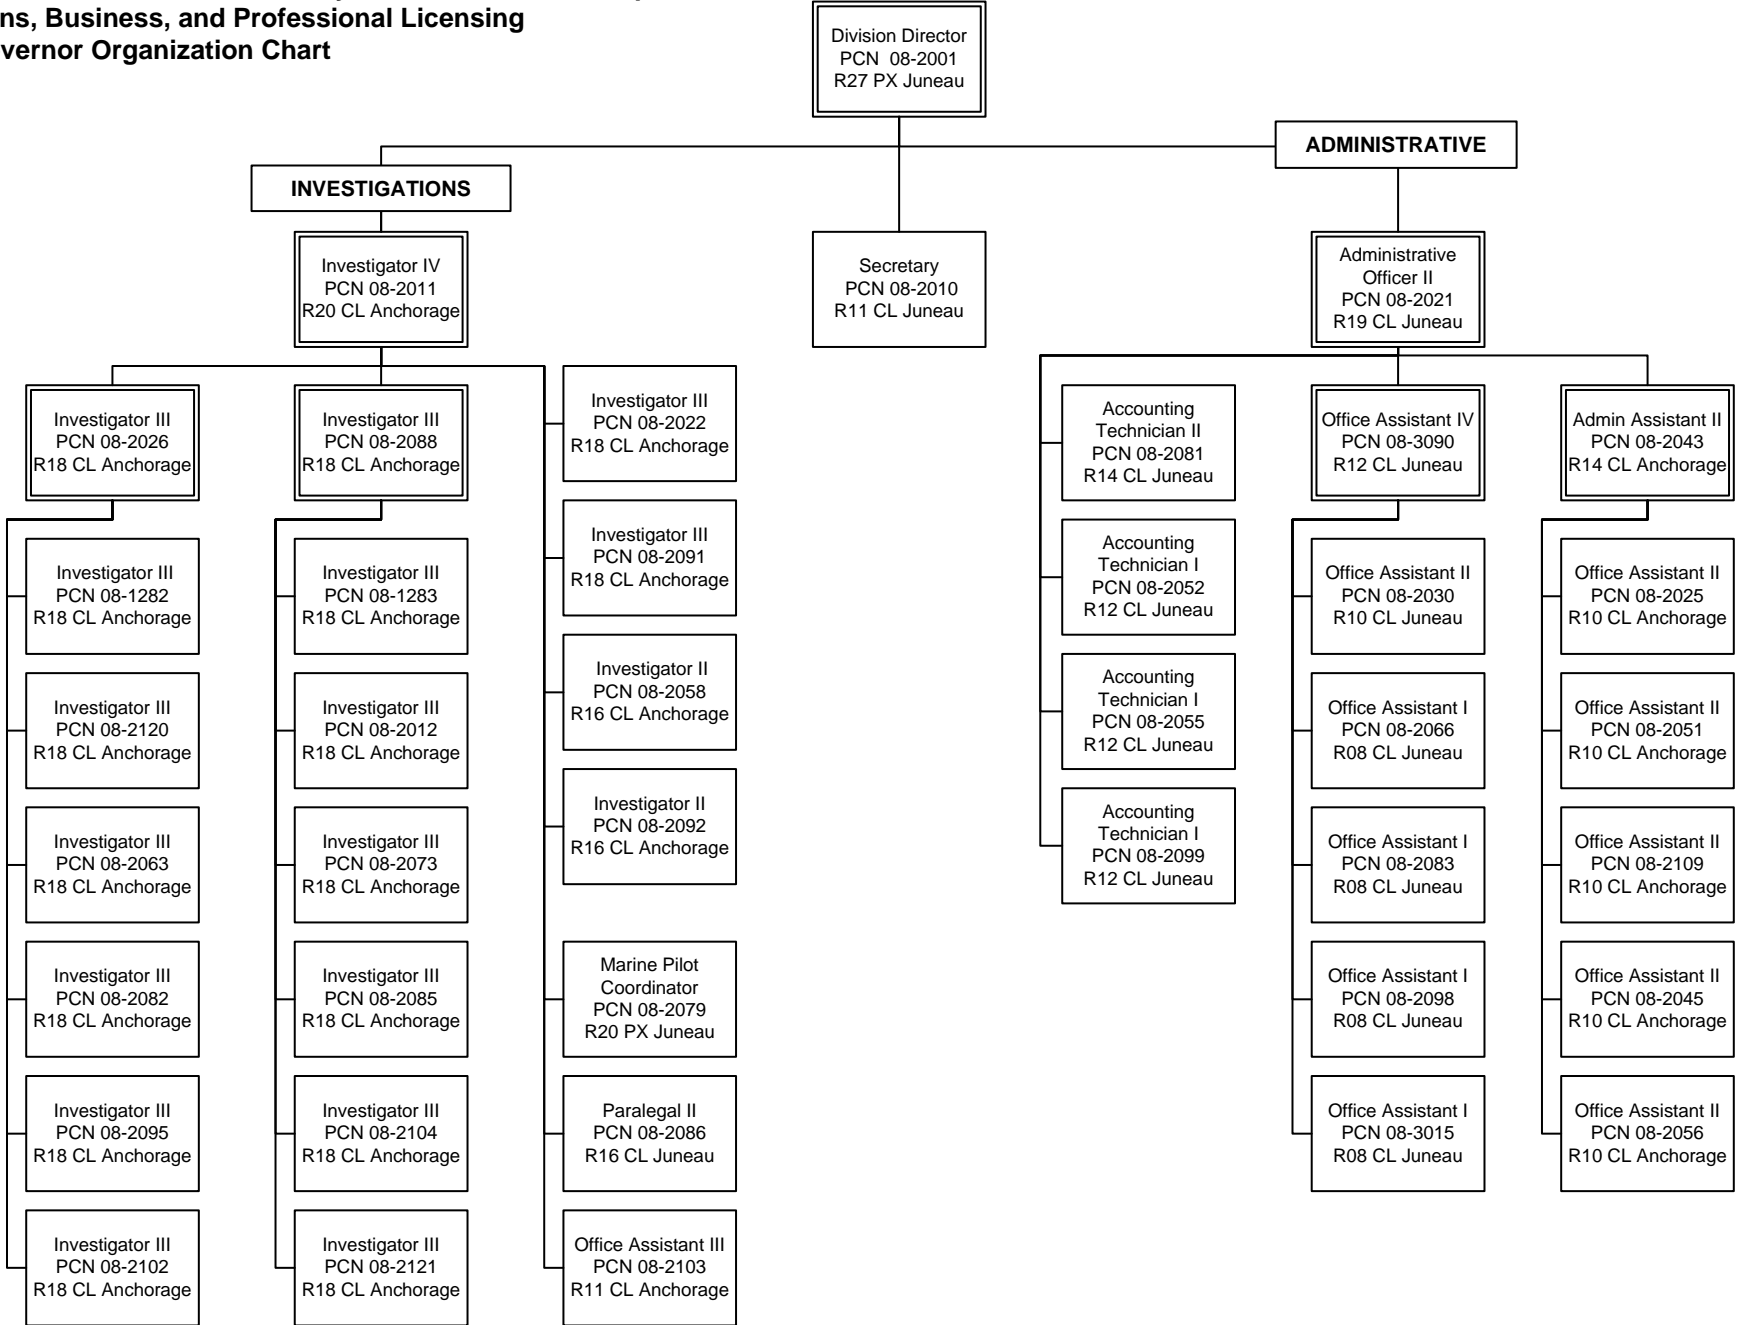 ns, Business, and Professional Licensing
vernor Organization Chart
Division Director
PCN 08-2001
R27 PX Juneau
ADMINISTRATIVE
INVESTIGATIONS
Investigator IV
PCN 08-2011
R20 CL Anchorage
Secretary
PCN 08-2010
R11 CL Juneau
Administrative
Officer II
PCN 08-2021
R19 CL Juneau
Investigator III
PCN 08-2026
R18 CL Anchorage
Investigator III
PCN 08-1282
R18 CL Anchorage
Investigator III
PCN 08-2120
R18 CL Anchorage
Investigator III
PCN 08-2063
R18 CL Anchorage
Investigator III
PCN 08-2082
R18 CL Anchorage
Investigator III
PCN 08-2095
R18 CL Anchorage
Investigator III
PCN 08-2102
R18 CL Anchorage
Investigator III
PCN 08-2088
R18 CL Anchorage
Investigator III
PCN 08-1283
R18 CL Anchorage
Investigator III
PCN 08-2012
R18 CL Anchorage
Investigator III
PCN 08-2073
R18 CL Anchorage
Investigator III
PCN 08-2085
R18 CL Anchorage
Investigator III
PCN 08-2104
R18 CL Anchorage
Investigator III
PCN 08-2121
R18 CL Anchorage
Investigator III
PCN 08-2022
R18 CL Anchorage
Investigator III
PCN 08-2091
R18 CL Anchorage
Investigator II
PCN 08-2058
R16 CL Anchorage
Investigator II
PCN 08-2092
R16 CL Anchorage
Marine Pilot
Coordinator
PCN 08-2079
R20 PX Juneau
Paralegal II
PCN 08-2086
R16 CL Juneau
Office Assistant III
PCN 08-2103
R11 CL Anchorage
Accounting
Technician II
PCN 08-2081
R14 CL Juneau
Accounting
Technician I
PCN 08-2052
R12 CL Juneau
Accounting
Technician I
PCN 08-2055
R12 CL Juneau
Accounting
Technician I
PCN 08-2099
R12 CL Juneau
Office Assistant IV
PCN 08-3090
R12 CL Juneau
Office Assistant II
PCN 08-2030
R10 CL Juneau
Office Assistant I
PCN 08-2066
R08 CL Juneau
Office Assistant I
PCN 08-2083
R08 CL Juneau
Office Assistant I
PCN 08-2098
R08 CL Juneau
Office Assistant I
PCN 08-3015
R08 CL Juneau
Admin Assistant II
PCN 08-2043
R14 CL Anchorage
Office Assistant II
PCN 08-2025
R10 CL Anchorage
Office Assistant II
PCN 08-2051
R10 CL Anchorage
Office Assistant II
PCN 08-2109
R10 CL Anchorage
Office Assistant II
PCN 08-2045
R10 CL Anchorage
Office Assistant II
PCN 08-2056
R10 CL Anchorage